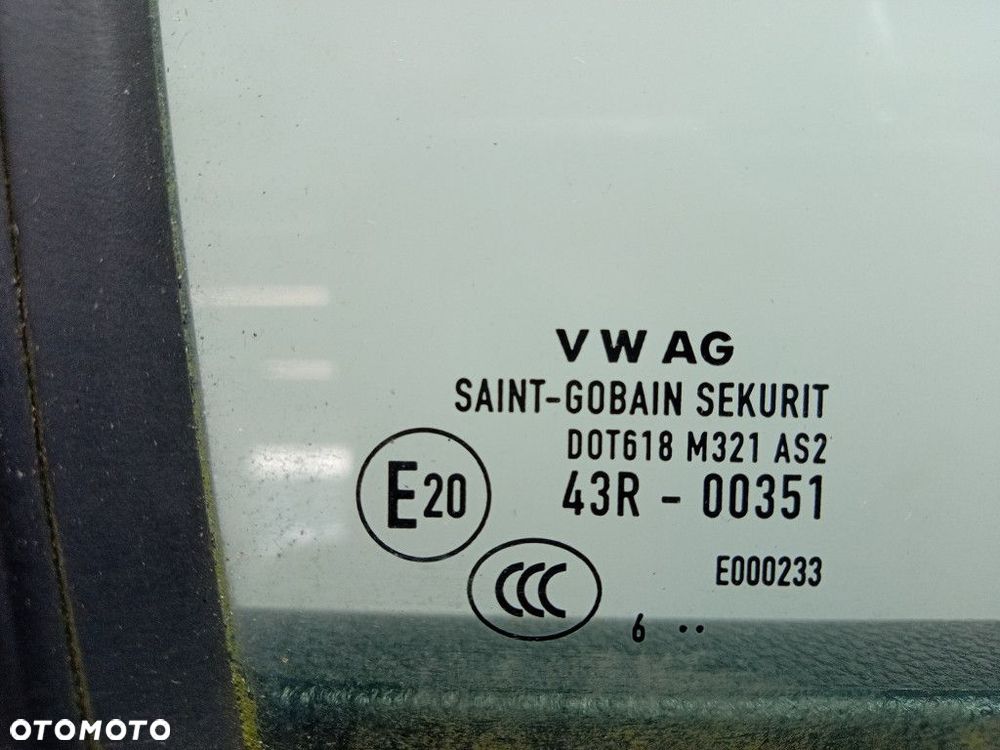 VW AG
SAINT-GOBAIN SEKURIT
DOT618 M321 AS2
E20
43R - 00351
CCC
E000233
6 ··
OTOMOTO